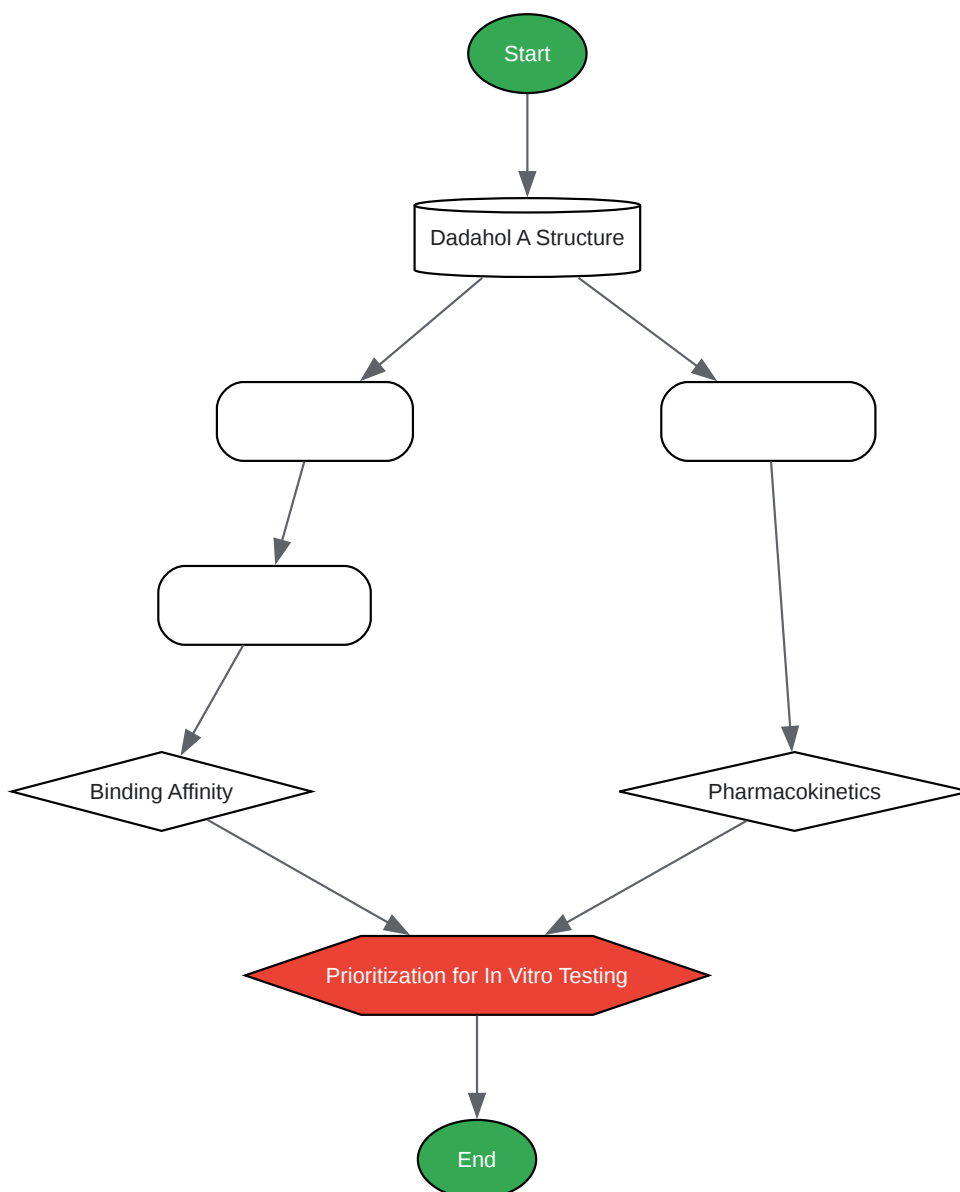 Start
Dadahol A Structure
Binding Affinity
Pharmacokinetics
Prioritization for In Vitro Testing
End